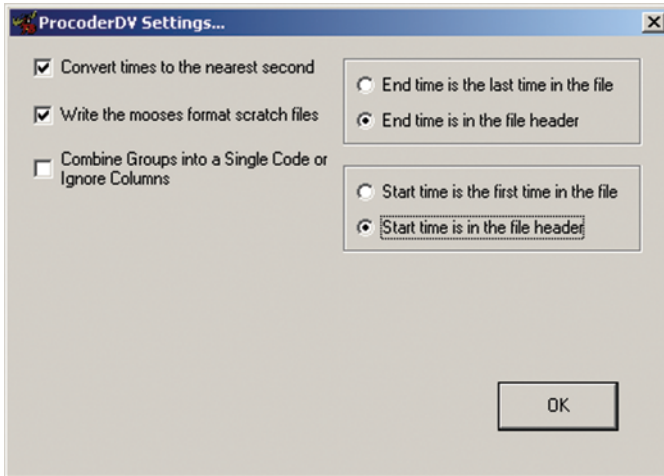 ProcoderDV Settings...
Convert times to the nearest second
Write the mooses format scratch files
Combine Groups into a Single Code or
Ignore Columns
End time is the last time in the file
End time is in the file header
Start time is the first time in the file
Start time is in the file header
OK